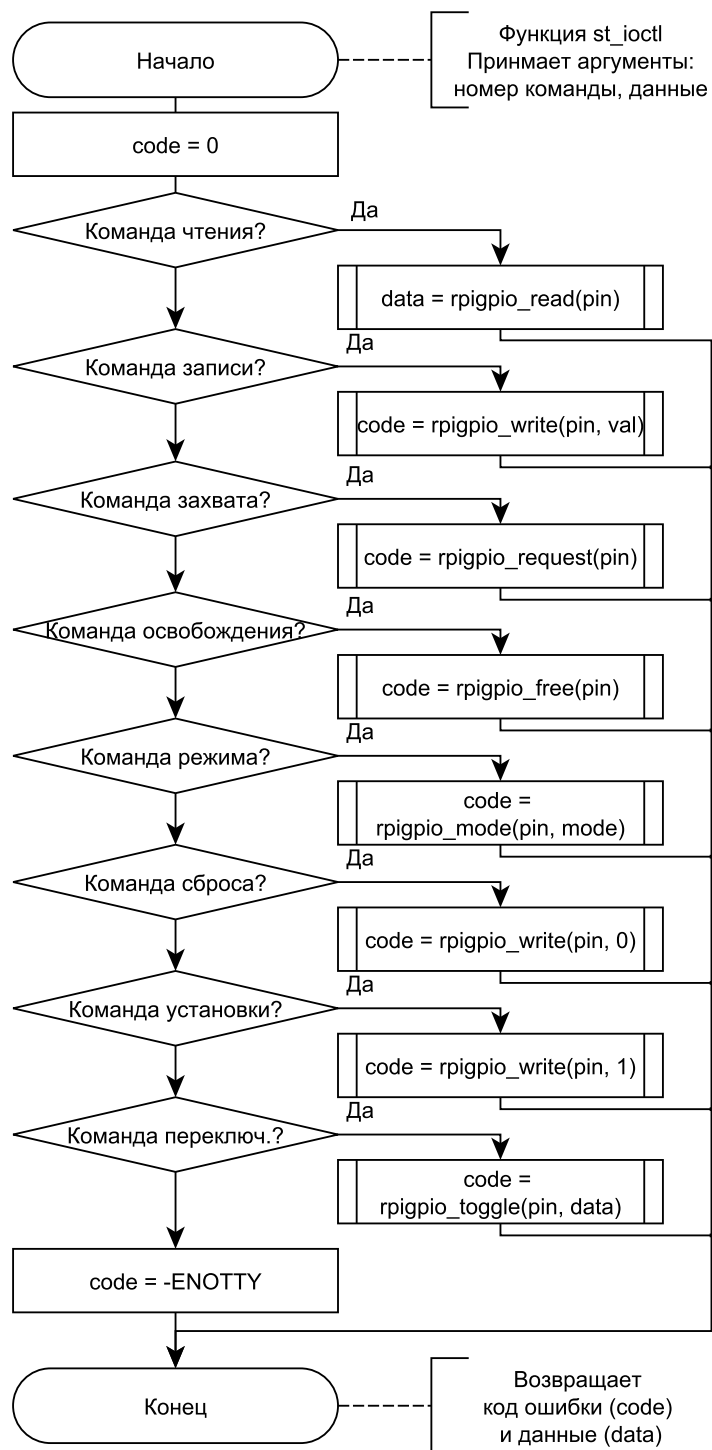 Начало
Функция st_ioctl
Принмает аргументы:
номер команды, данные
code = 0
Команда чтения?
Да
data = rpigpio_read(pin)
Команда записи?
Да
code = rpigpio_write(pin, val)
Команда захвата?
Да
code = rpigpio_request(pin)
Команда освобождения?
Да
code = rpigpio_free(pin)
Команда режима?
Да
code =
rpigpio_mode(pin, mode)
Команда сброса?
Да
code = rpigpio_write(pin, 0)
Команда установки?
Да
code = rpigpio_write(pin, 1)
Команда переключ.?
Да
code =
rpigpio_toggle(pin, data)
code = -ENOTTY
Конец
Возвращает
код ошибки (code)
и данные (data)